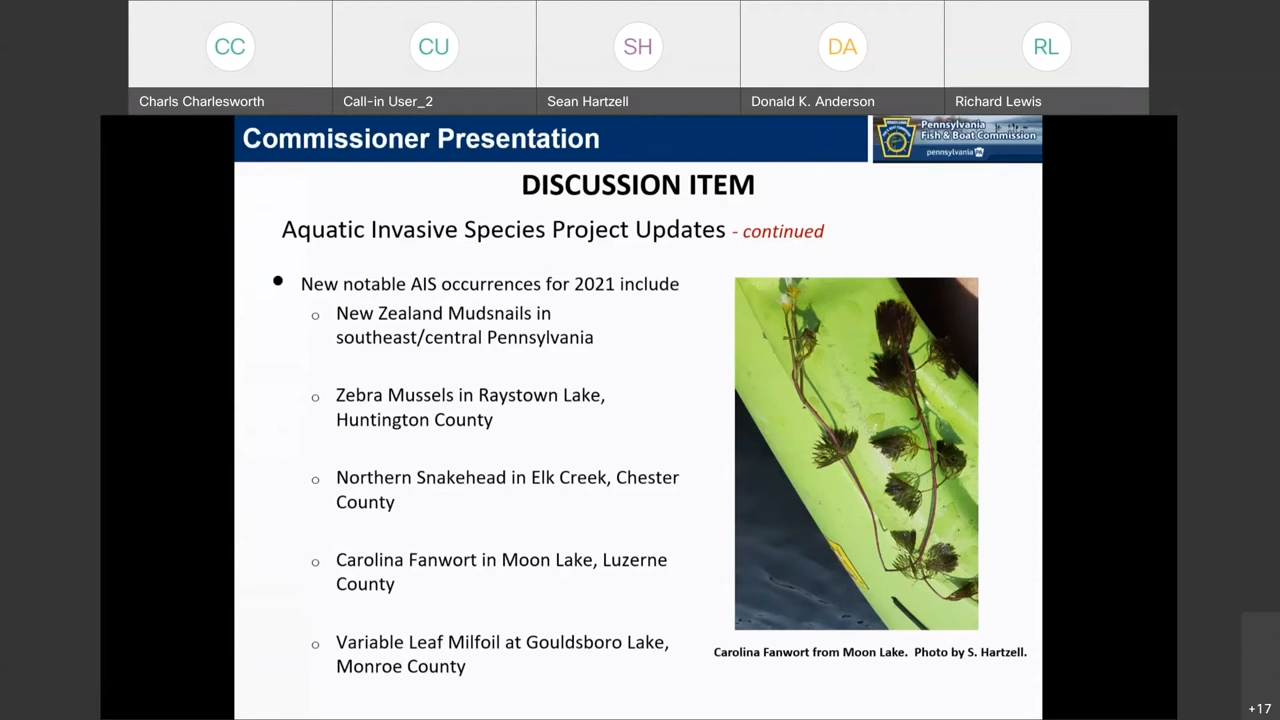 CC
CU
SH
DA
RL
Charls Charlesworth
Call-in User_2
Sean Hartzell
Donald K. Anderson
Richard Lewis
Commissioner Presentation
Pennsylvania
Fish & Boat Commission
pennsylvania PA
DISCUSSION ITEM
Aquatic Invasive Species Project Updates - continued
New notable AIS occurrences for 2021 include
New Zealand Mudsnails in
southeast/central Pennsylvania
Zebra Mussels in Raystown Lake,
Huntington County
Northern Snakehead in Elk Creek, Chester
County
Carolina Fanwort in Moon Lake, Luzerne
County
Variable Leaf Milfoil at Gouldsboro Lake,
Monroe County
Carolina Fanwort from Moon Lake. Photo by S. Hartzell.
+17